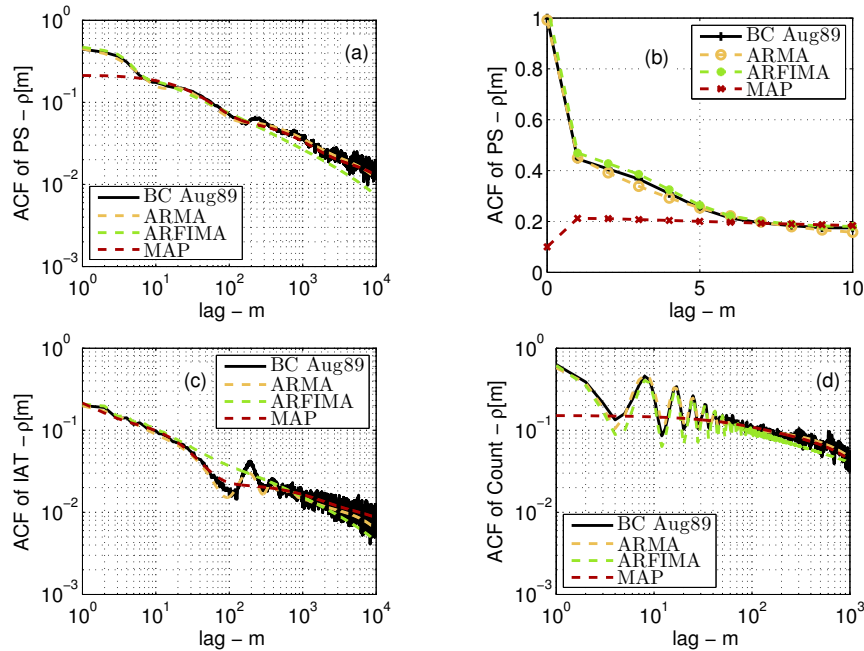 10^0
10^-1
10^-2
10^-3
ACF of PS − ρ[m]
(a)
BC Aug89
ARMA
ARFIMA
MAP
10^0 10^1 10^2 10^3 10^4
lag − m
1
0.8
0.6
0.4
0.2
0
ACF of PS − ρ[m]
(b)
BC Aug89
ARMA
ARFIMA
MAP
0 5 10
lag − m
10^0
10^-1
10^-2
10^-3
ACF of IAT − ρ[m]
(c)
BC Aug89
ARMA
ARFIMA
MAP
10^0 10^1 10^2 10^3 10^4
lag − m
10^0
10^-1
10^-2
10^-3
ACF of Count − ρ[m]
(d)
BC Aug89
ARMA
ARFIMA
MAP
10^0 10^1 10^2 10^3
lag − m